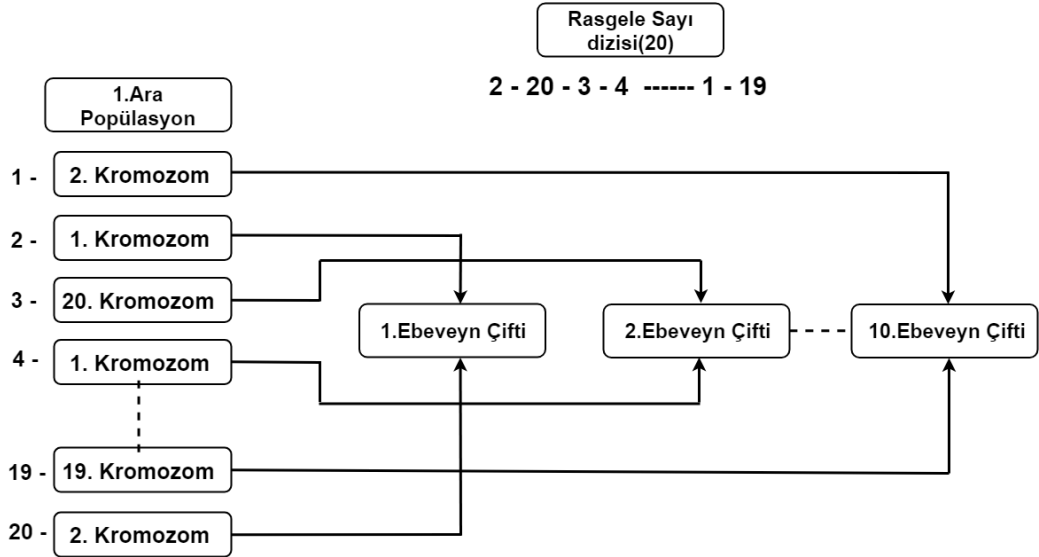 Rasgele Sayı
dizisi(20)
2 - 20 - 3 - 4 ------ 1 - 19
1.Ara
Popülasyon
1 - 2. Kromozom
2 - 1. Kromozom
3 - 20. Kromozom
1.Ebeveyn Çifti 2.Ebeveyn Çifti 10.Ebeveyn Çifti
4 - 1. Kromozom
19 - 19. Kromozom
20 - 2. Kromozom